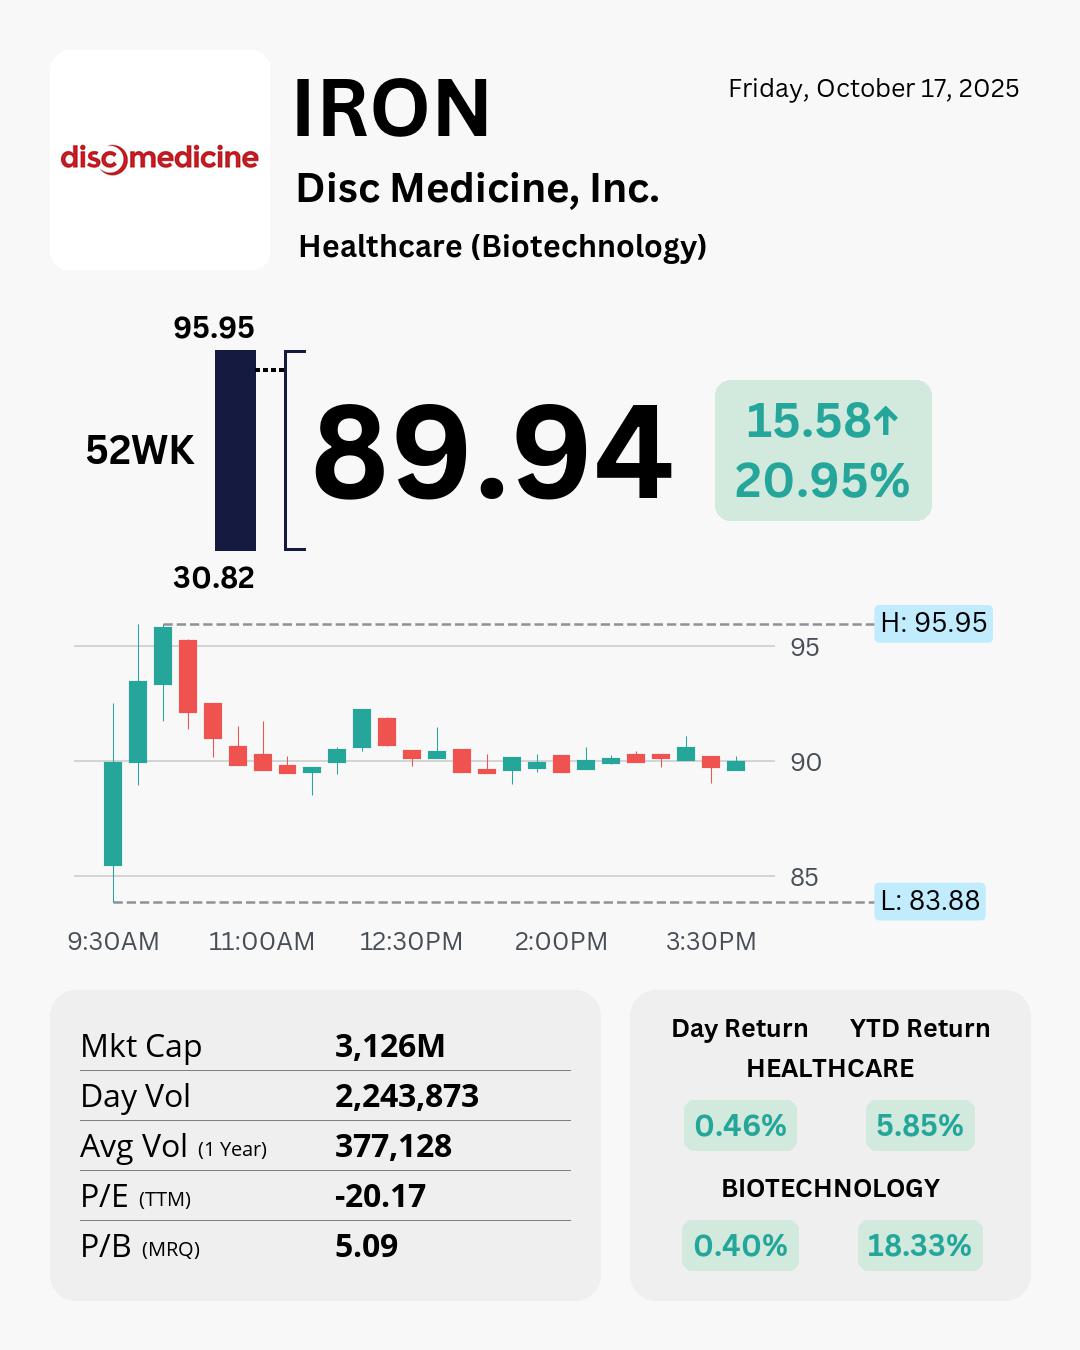 discmedicine
IRON
Friday, October 17, 2025
Disc Medicine, Inc.
Healthcare (Biotechnology)
95.95
52WK
89.94
15.58↑
20.95%
30.82
H: 95.95
95
90
85
L: 83.88
9:30AM 11:00AM 12:30PM 2:00PM 3:30PM
Mkt Cap 3,126M
Day Vol 2,243,873
Avg Vol (1 Year) 377,128
P/E (TTM) -20.17
P/B (MRQ) 5.09
Day Return YTD Return
HEALTHCARE
0.46% 5.85%
BIOTECHNOLOGY
0.40% 18.33%